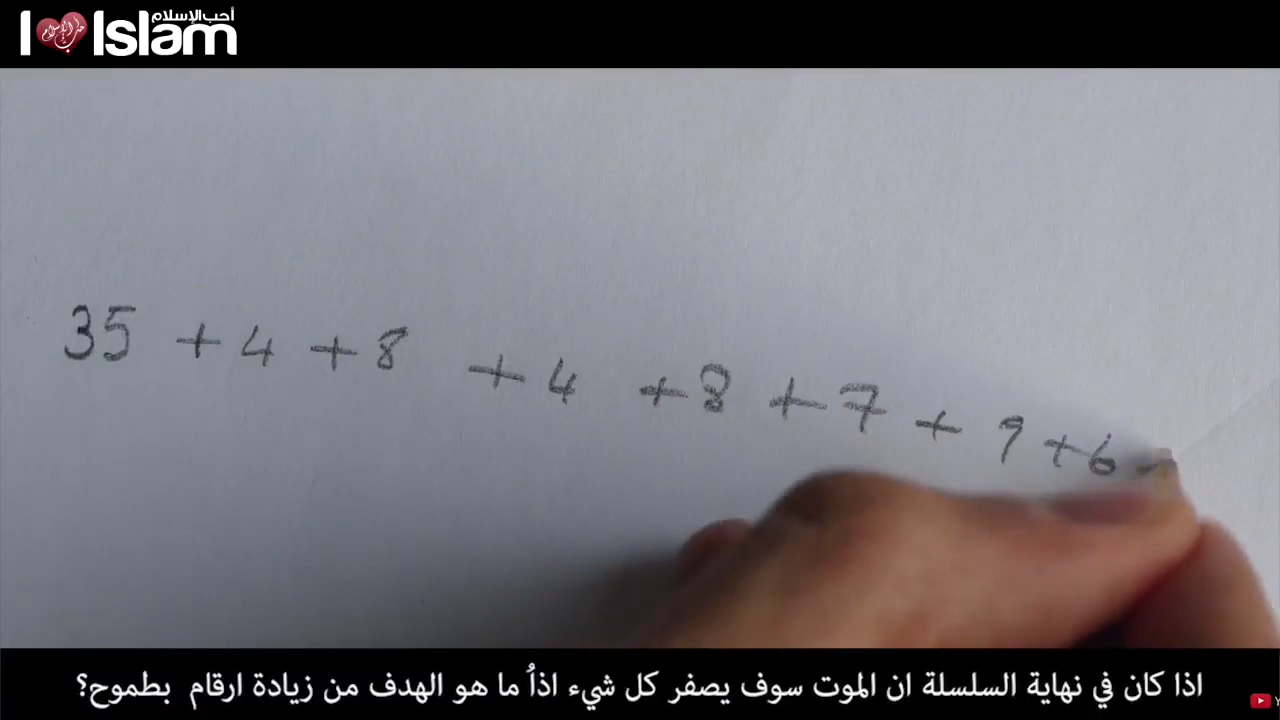 أحب الإسلام
I Islam
35 + 4 + 8 + 4 + 8 + 7 + 9 + 6
اذا كان في نهاية السلسلة ان الموت سوف يصفر كل شيء اذاُ ما هو الهدف من زيادة ارقام بطموح؟